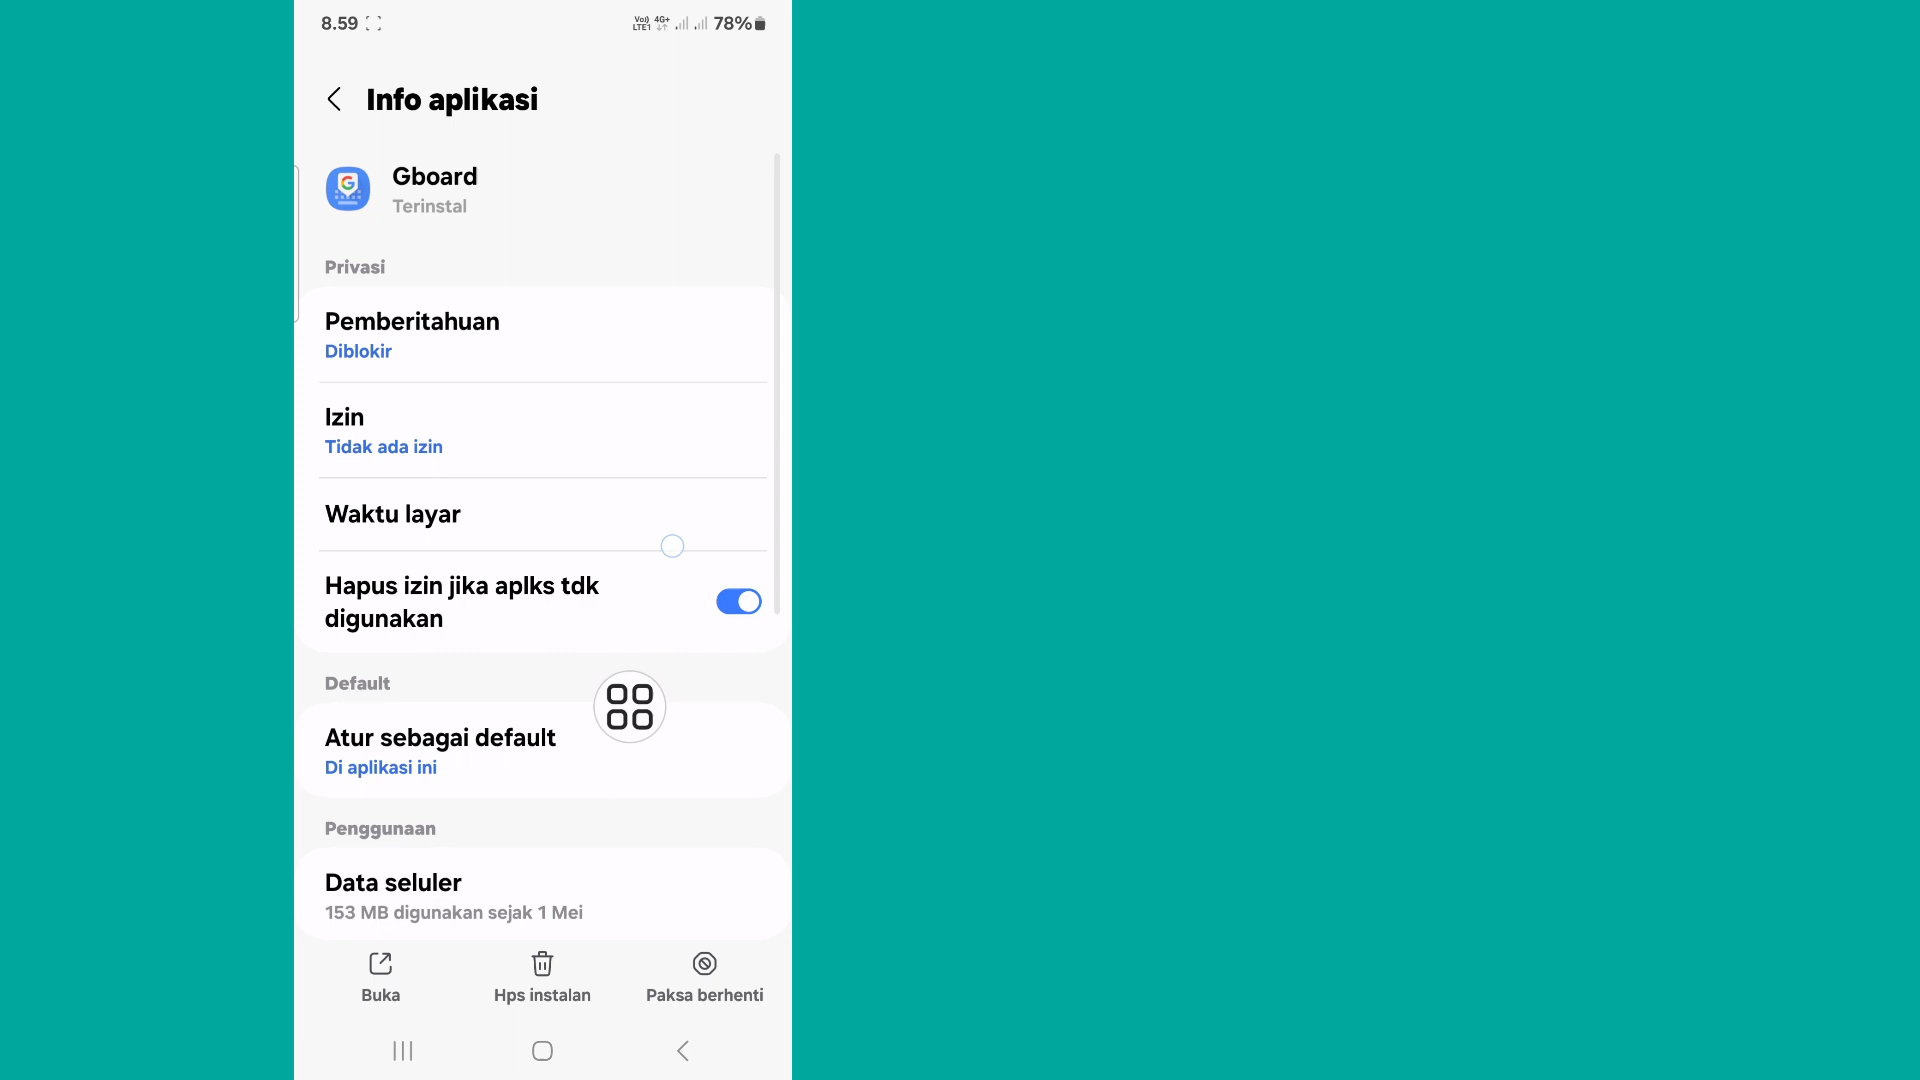 8.59
Vo)) 4G+
LTE1
78%
Info aplikasi
Gboard
Terinstal
Privasi
Pemberitahuan
Diblokir
Izin
Tidak ada izin
Waktu layar
Hapus izin jika aplks tdk
digunakan
Default
Atur sebagai default
Di aplikasi ini
Penggunaan
Data seluler
153 MB digunakan sejak 1 Mei
Buka
Hps instalan
Paksa berhenti